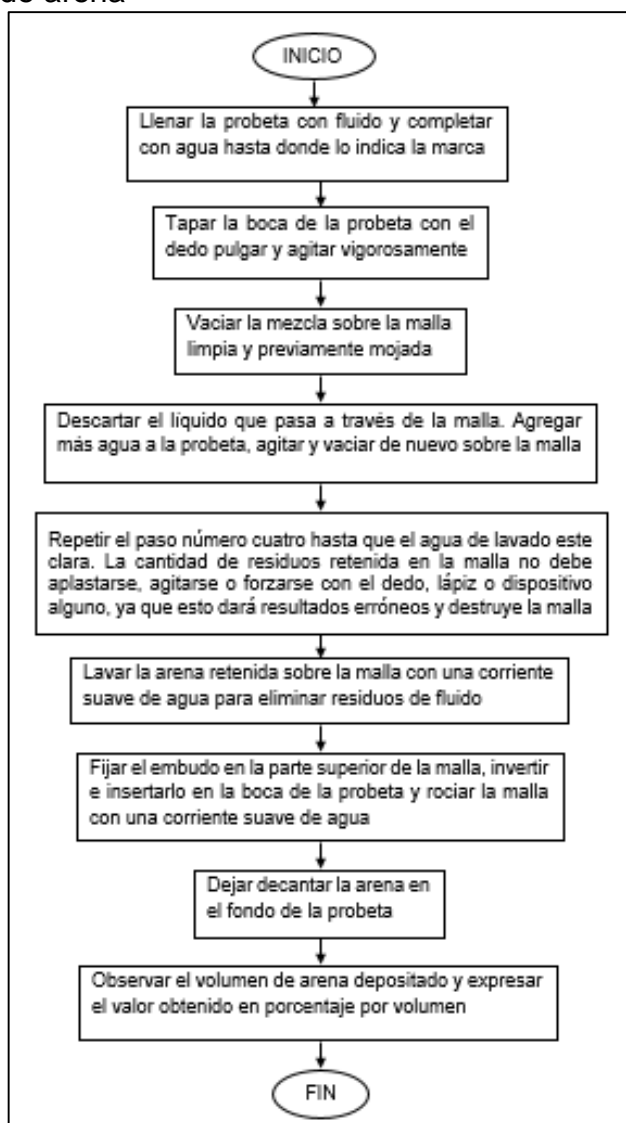 de arena
INICIO
Llenar la probeta con fluido y completar
con agua hasta donde lo indica la marca
Tapar la boca de la probeta con el
dedo pulgar y agitar vigorosamente
Vaciar la mezcla sobre la malla
limpia y previamente mojada
Descartar el líquido que pasa a través de la malla. Agregar
más agua a la probeta, agitar y vaciar de nuevo sobre la malla
Repetir el paso número cuatro hasta que el agua de lavado este
clara. La cantidad de residuos retenida en la malla no debe
aplastarse, agitarse o forzarse con el dedo, lápiz o dispositivo
alguno, ya que esto dará resultados erróneos y destruye la malla
Lavar la arena retenida sobre la malla con una corriente
suave de agua para eliminar residuos de fluido
Fijar el embudo en la parte superior de la malla, invertir
e insertarlo en la boca de la probeta y rociar la malla
con una corriente suave de agua
Dejar decantar la arena en
el fondo de la probeta
Observar el volumen de arena depositado y expresar
el valor obtenido en porcentaje por volumen
FIN